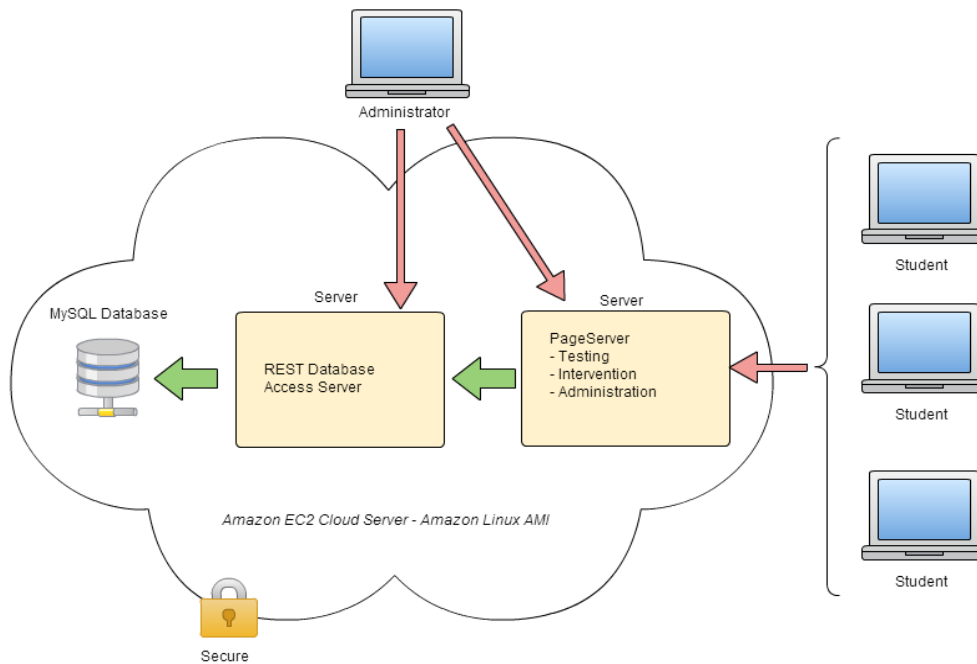 Administrator
Student
Server
Server
MySQL Database
PageServer
- Testing
- Intervention
- Administration
REST Database
Access Server
Student
Amazon EC2 Cloud Server - Amazon Linux AMI
Student
Secure